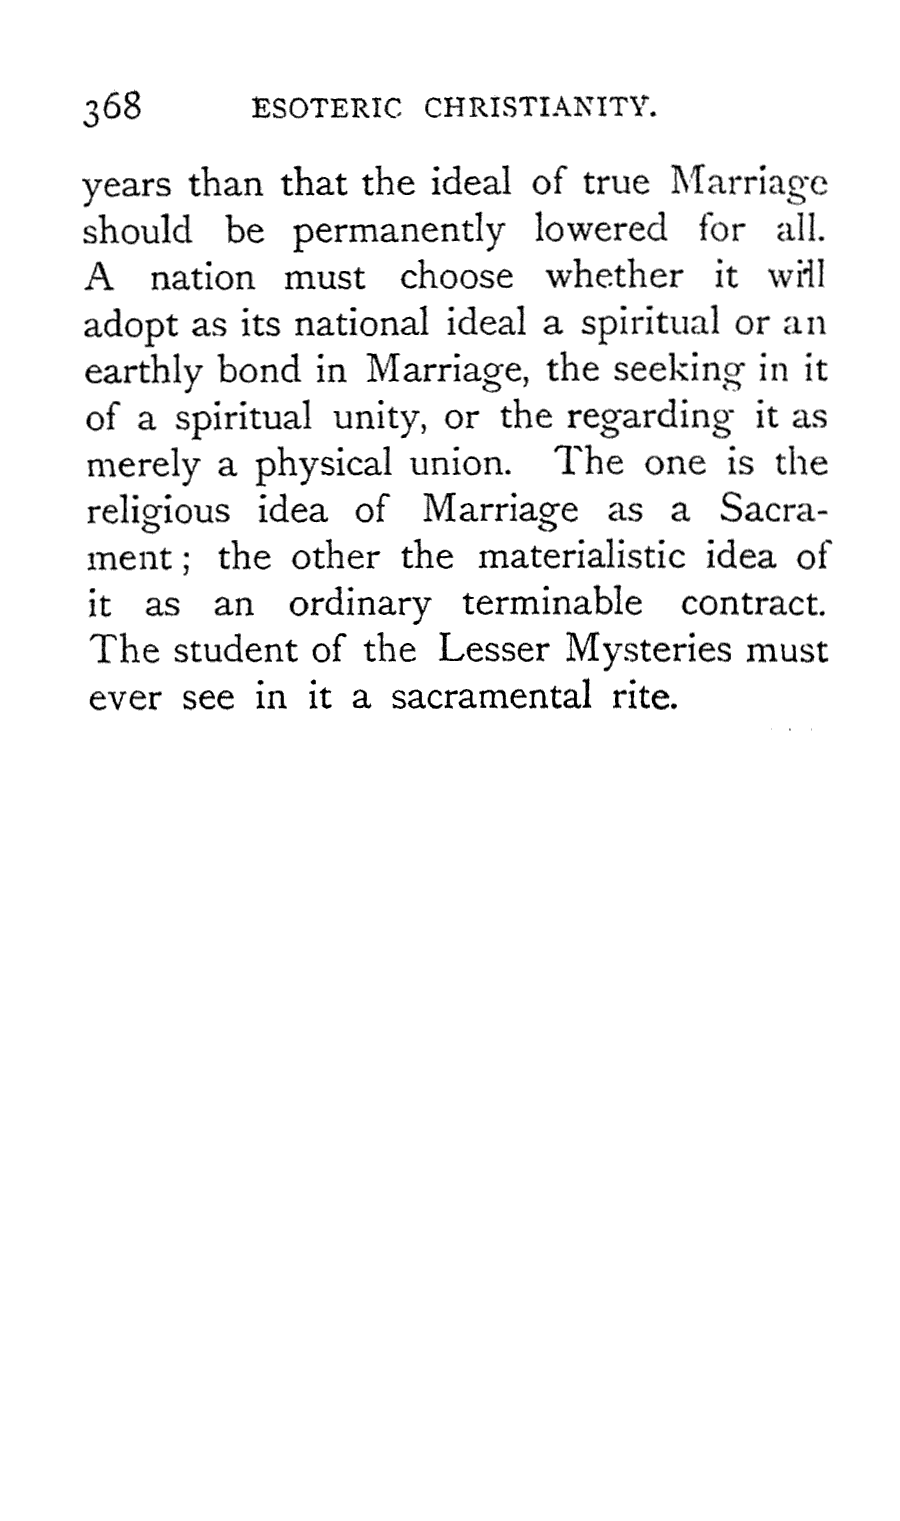 368 ESOTERIC CHRISTIANITY.
years than that the ideal of true Marriage
should be permanently lowered for all.
A nation must choose whether it will
adopt as its national ideal a spiritual or an
earthly bond in Marriage, the seeking in it
of a spiritual unity, or the regarding it as
merely a physical union. The one is the
religious idea of Marriage as a Sacra-
ment ; the other the materialistic idea of
it as an ordinary terminable contract.
The student of the Lesser Mysteries must
ever see in it a sacramental rite.